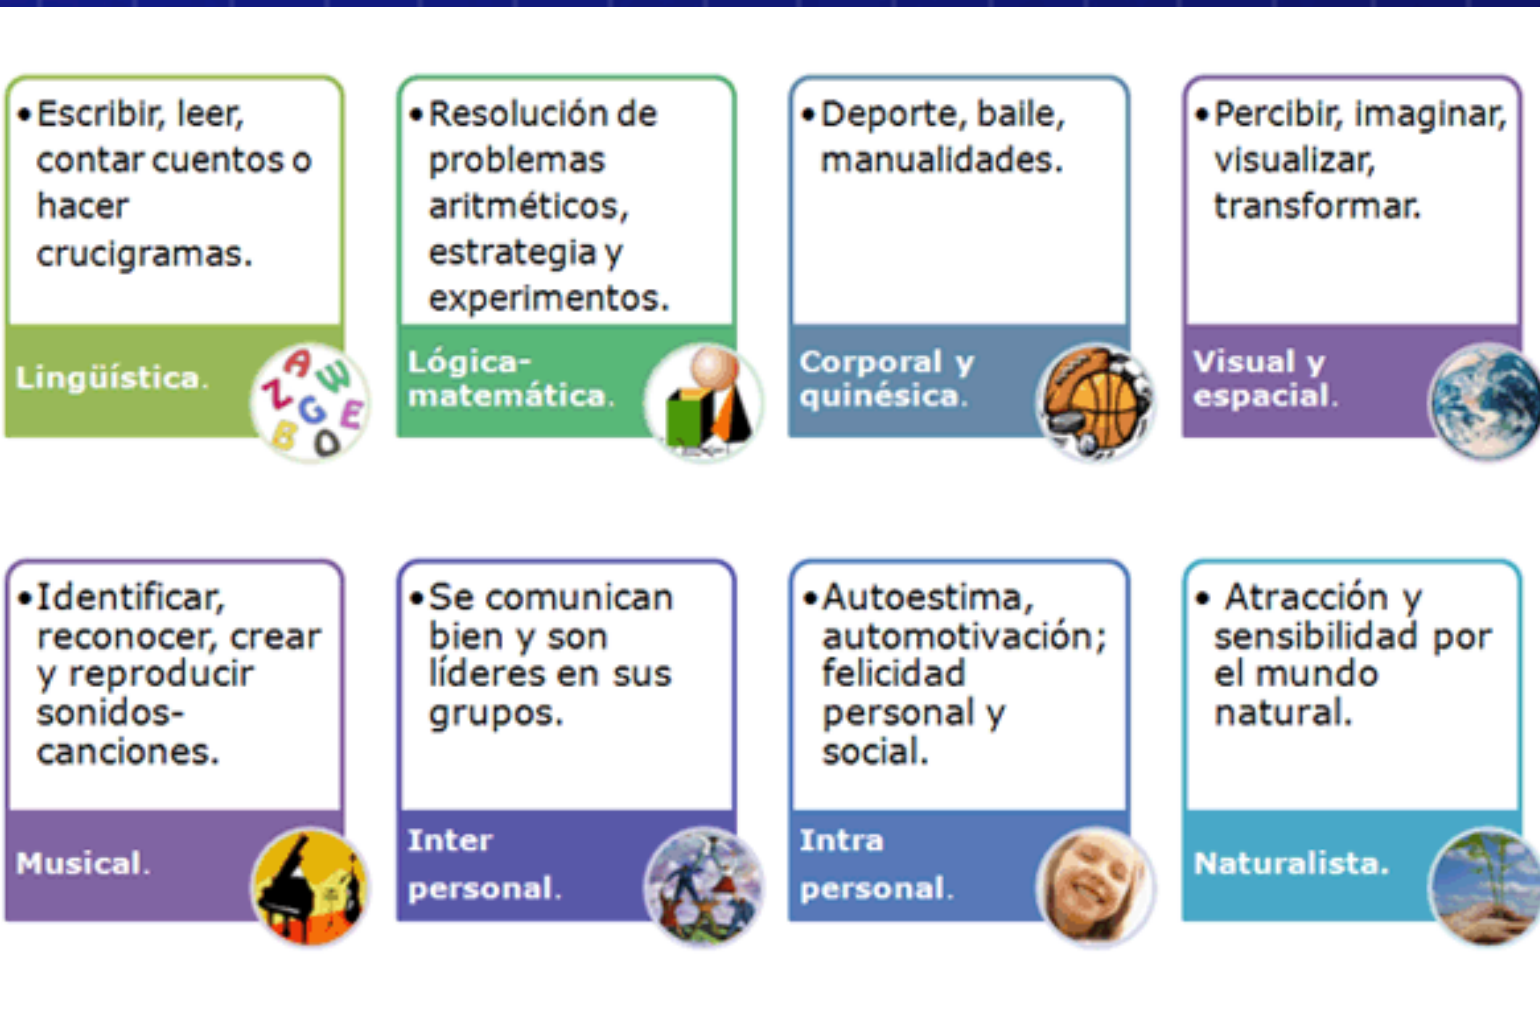 •Escribir, leer,
contar cuentos o
hacer
crucigramas.
Lingüística.
•Resolución de
problemas
aritméticos,
estrategia y
experimentos.
Lógica-
matemática.
•Deporte, baile,
manualidades.
Corporal y
quinésica.
•Percibir, imaginar,
visualizar,
transformar.
Visual y
espacial.
•Identificar,
reconocer, crear
y reproducir
sonidos-
canciones.
Musical.
•Se comunican
bien y son
líderes en sus
grupos.
Inter
personal.
•Autoestima,
automotivación;
felicidad
personal y
social.
Intra
personal.
• Atracción y
sensibilidad por
el mundo
natural.
Naturalista.
A W Z G E B O